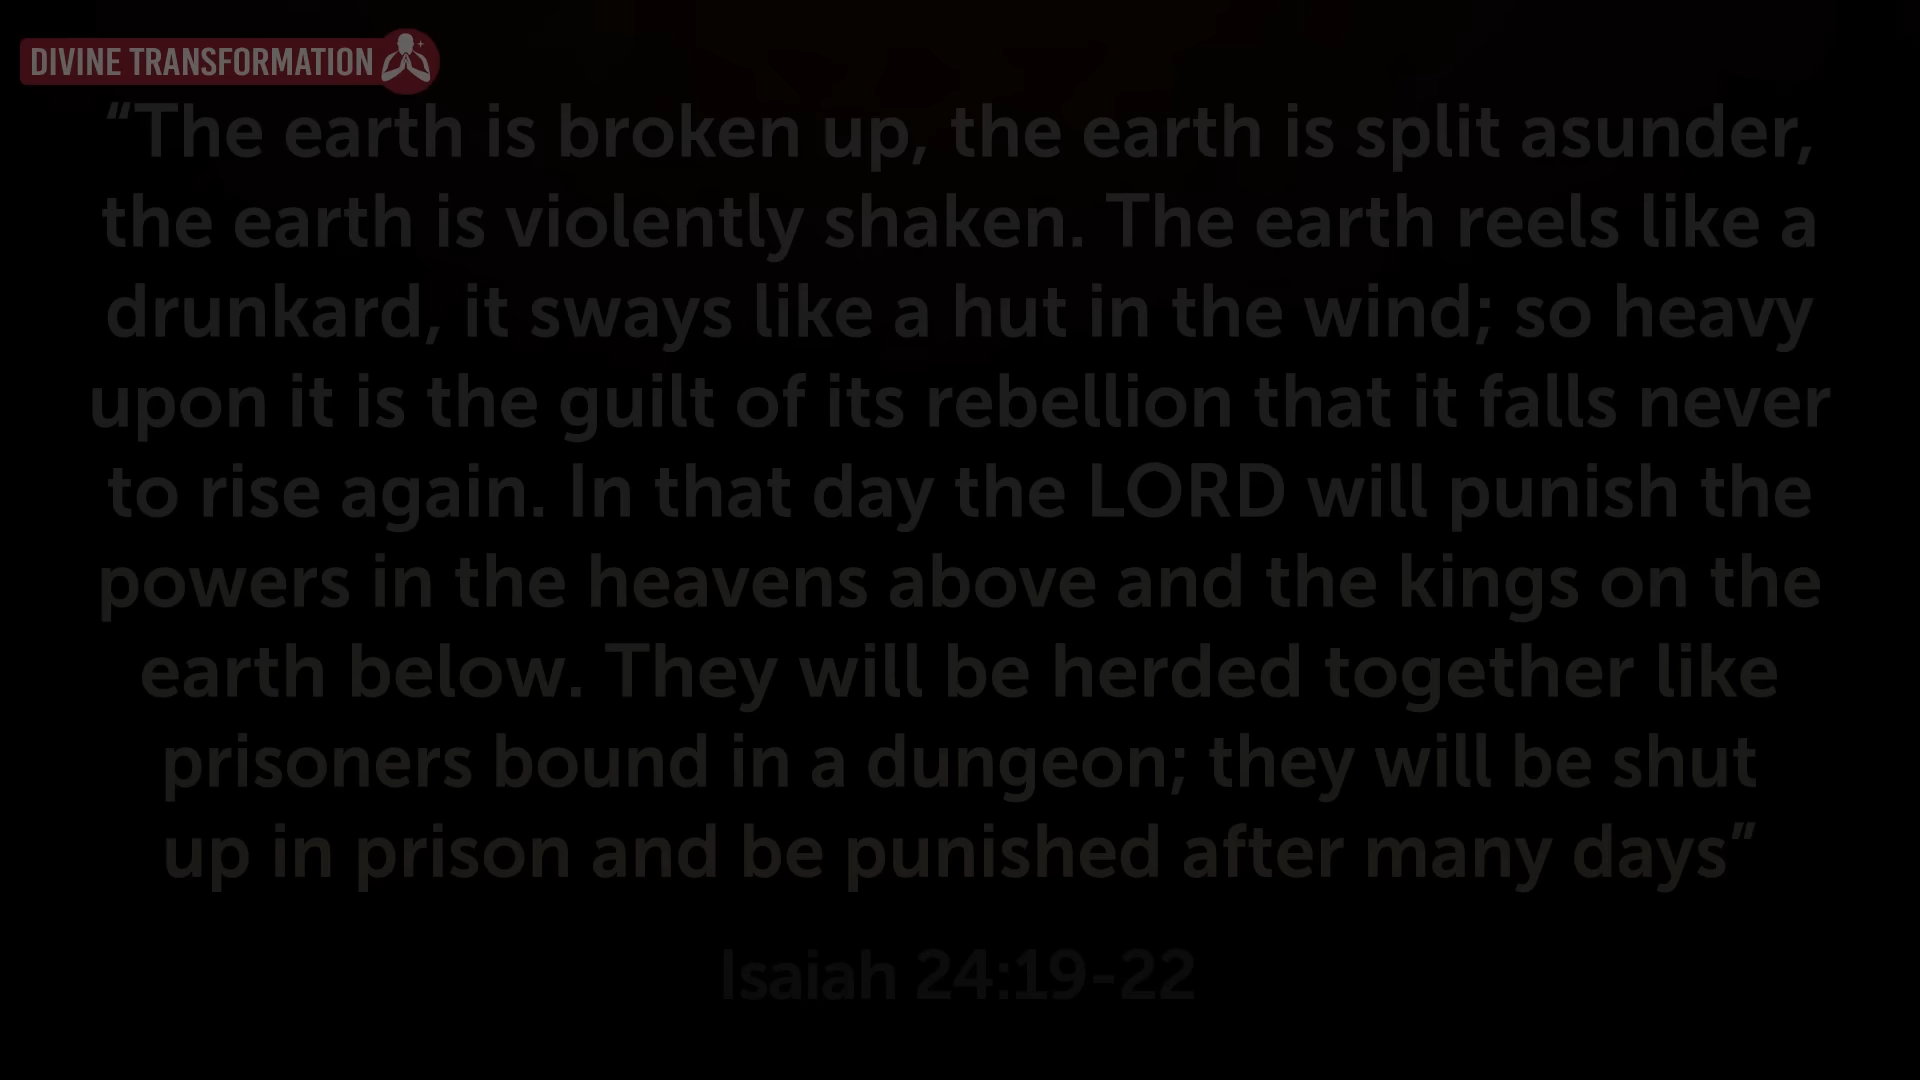 DIVINE TRANSFORMATION
“The earth is broken up, the earth is split asunder,
the earth is violently shaken. The earth reels like a
drunkard, it sways like a hut in the wind; so heavy
upon it is the guilt of its rebellion that it falls never
to rise again. In that day the LORD will punish the
powers in the heavens above and the kings on the
earth below. They will be herded together like
prisoners bound in a dungeon; they will be shut
up in prison and be punished after many days”
Isaiah 24:19-22